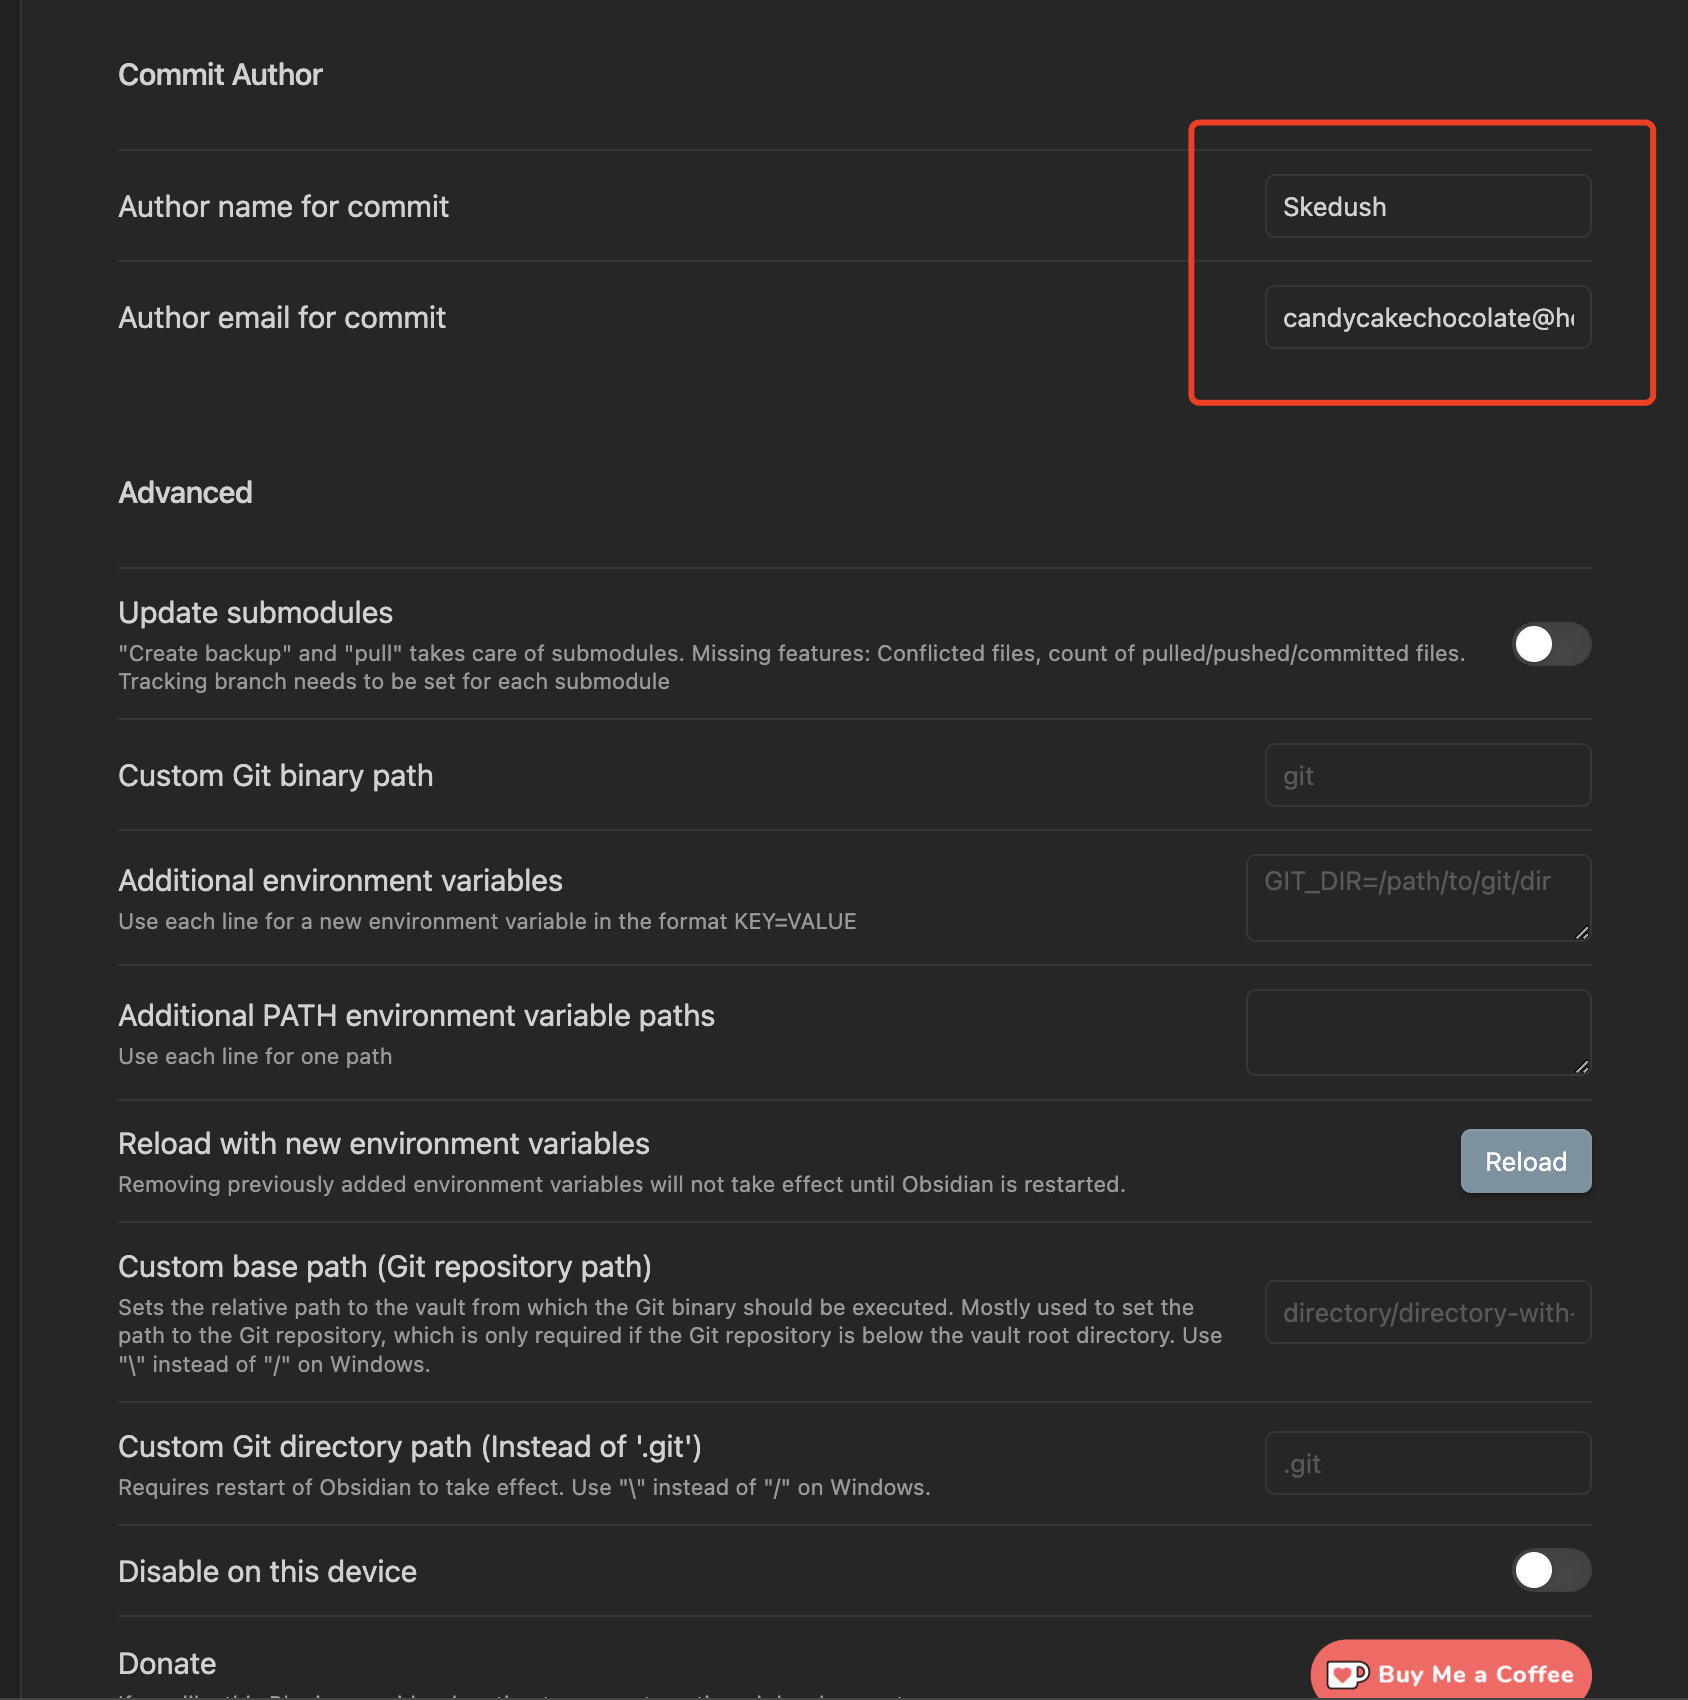 Commit Author
Author name for commit
Skedush
Author email for commit
candycakechocolate@h
Advanced
Update submodules
"Create backup" and "pull" takes care of submodules. Missing features: Conflicted files, count of pulled/pushed/committed files.
Tracking branch needs to be set for each submodule
Custom Git binary path
git
Additional environment variables
GIT_DIR=/path/to/git/dir
Use each line for a new environment variable in the format KEY=VALUE
Additional PATH environment variable paths
Use each line for one path
Reload with new environment variables
Reload
Removing previously added environment variables will not take effect until Obsidian is restarted.
Custom base path (Git repository path)
Sets the relative path to the vault from which the Git binary should be executed. Mostly used to set the
path to the Git repository, which is only required if the Git repository is below the vault root directory. Use
"\" instead of "/" on Windows.
directory/directory-with-
Custom Git directory path (Instead of '.git')
.git
Requires restart of Obsidian to take effect. Use "\" instead of "/" on Windows.
Disable on this device
Donate
Buy Me a Coffee